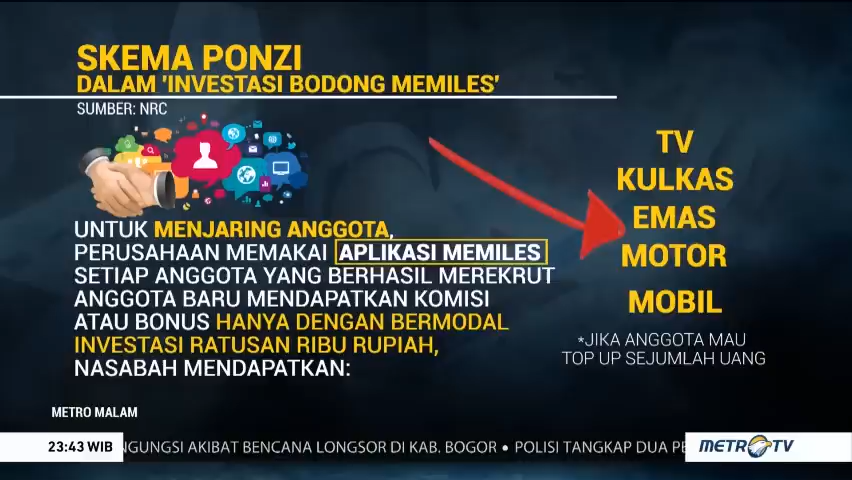 SKEMA PONZI
DALAM 'INVESTASI BODONG MEMILES'
SUMBER: NRC
UNTUK MENJARING ANGGOTA,
PERUSAHAAN MEMAKAI APLIKASI MEMILES
SETIAP ANGGOTA YANG BERHASIL MEREKRUT
ANGGOTA BARU MENDAPATKAN KOMISI
ATAU BONUS HANYA DENGAN BERMODAL
INVESTASI RATUSAN RIBU RUPIAH,
NASABAH MENDAPATKAN:
TV
KULKAS
EMAS
MOTOR
MOBIL
*JIKA ANGGOTA MAU
TOP UP SEJUMLAH UANG
METRO MALAM
23:43 WIB
NGUNGSI AKIBAT BENCANA LONGSOR DI KAB. BOGOR • POLISI TANGKAP DUA PE
METRO TV